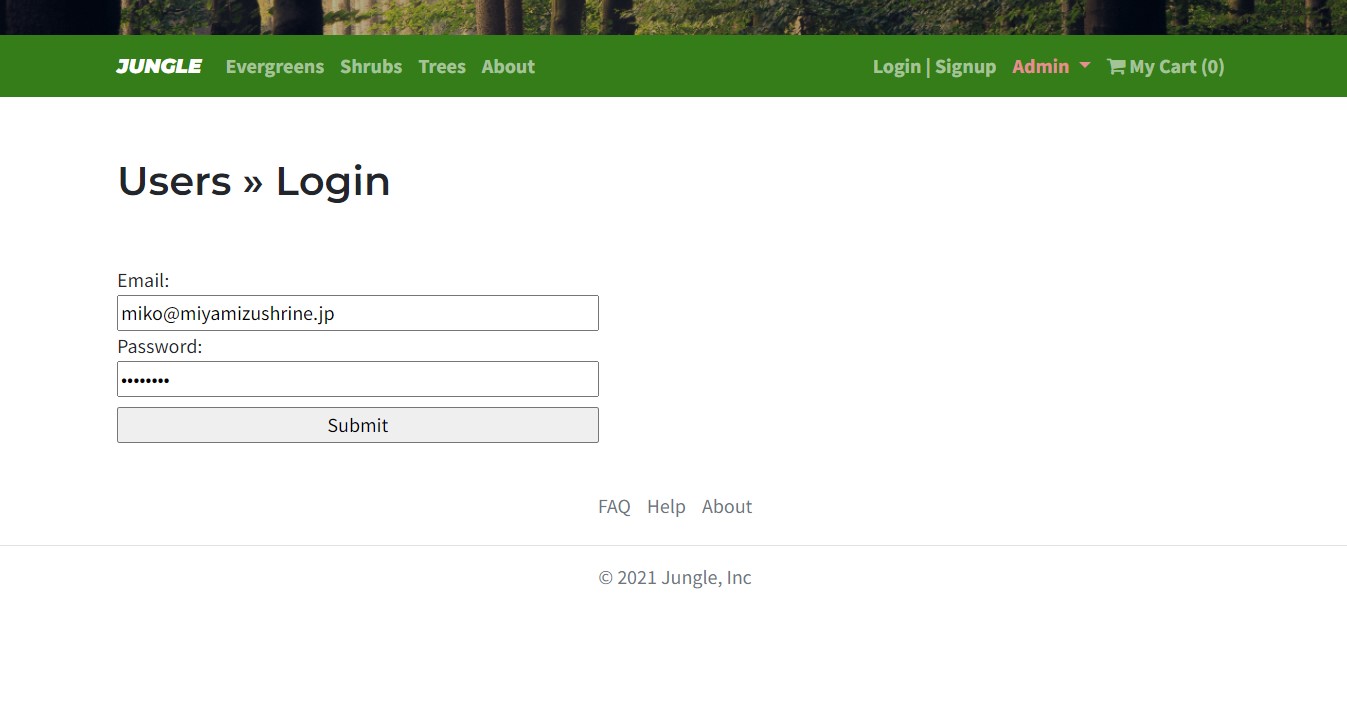 JUNGLE Evergreens Shrubs Trees About Login | Signup Admin My Cart (0)
Users » Login
Email:
miko@miyamizushrine.jp
Password:
••••••••
Submit
FAQ Help About
© 2021 Jungle, Inc